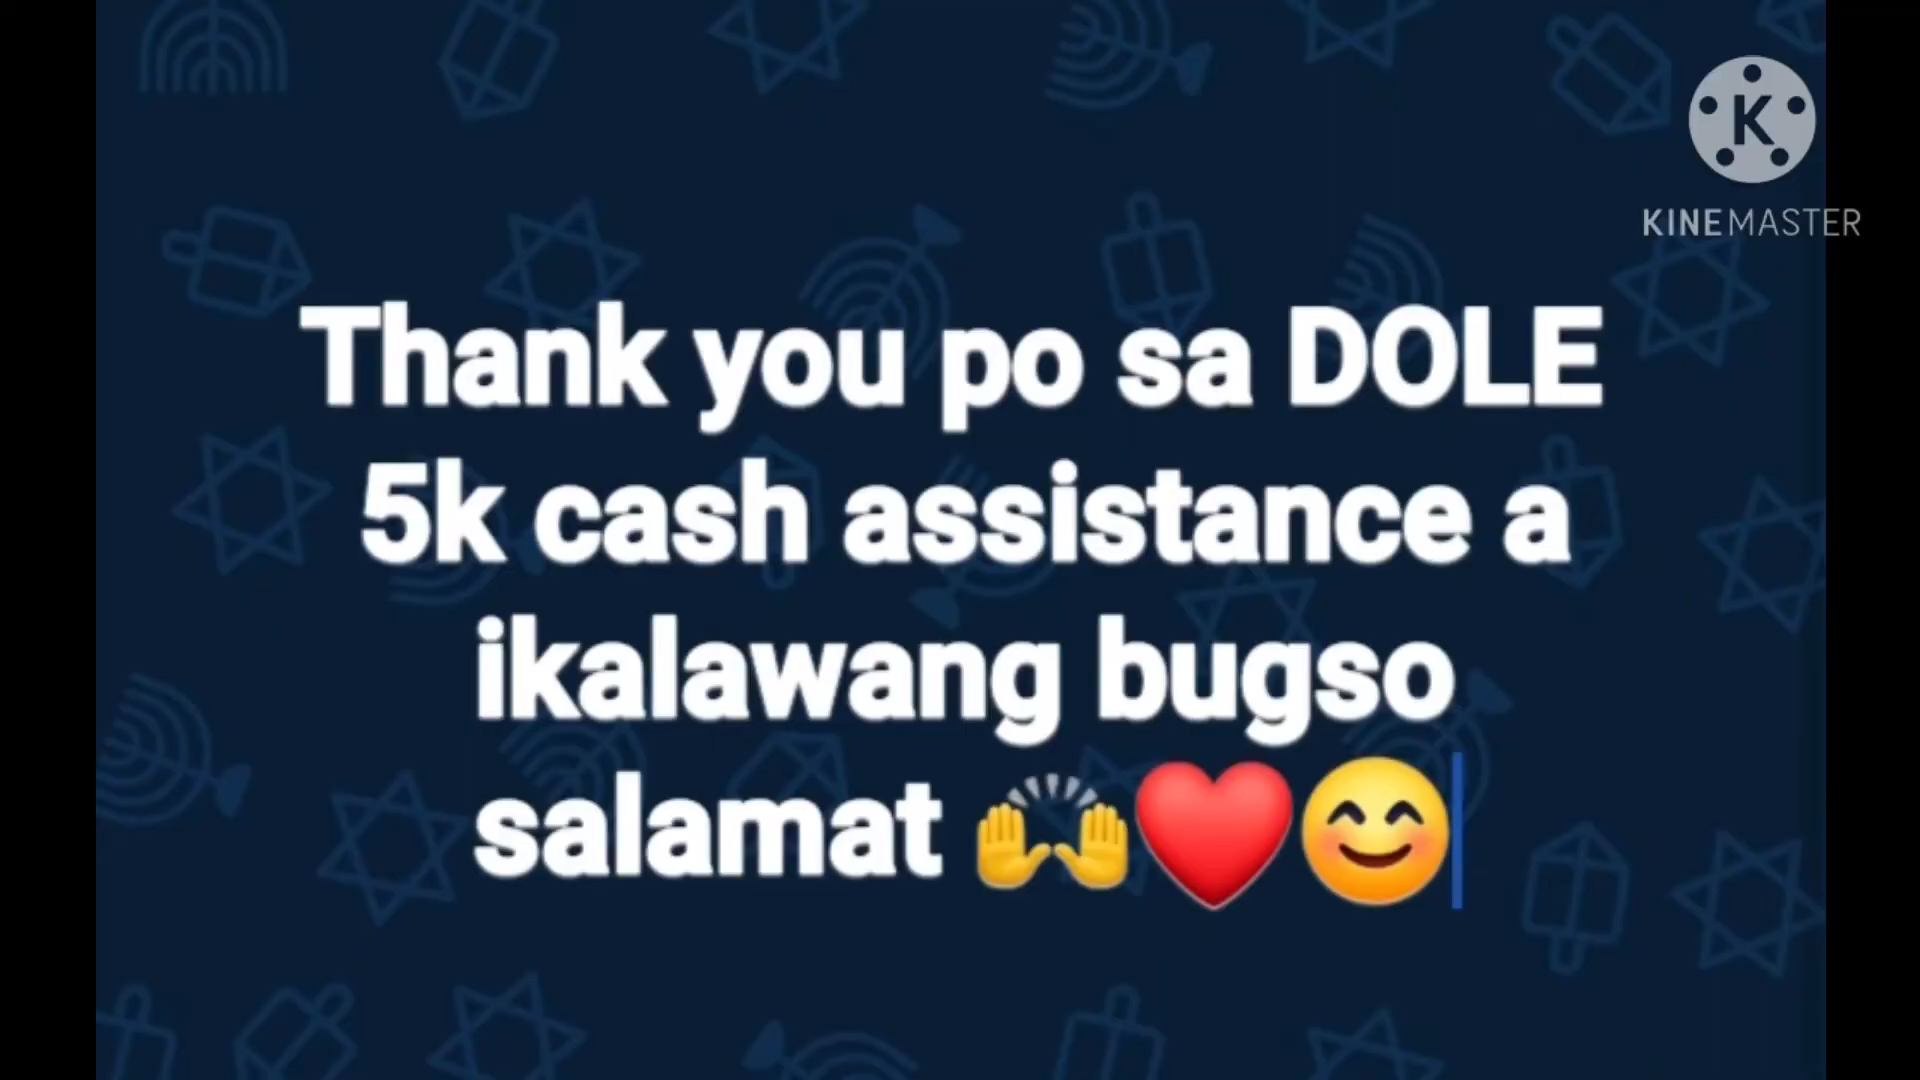 K
KINEMASTER
Thank you po sa DOLE
5k cash assistance a
ikalawang bugso
salamat 🙌❤️😊